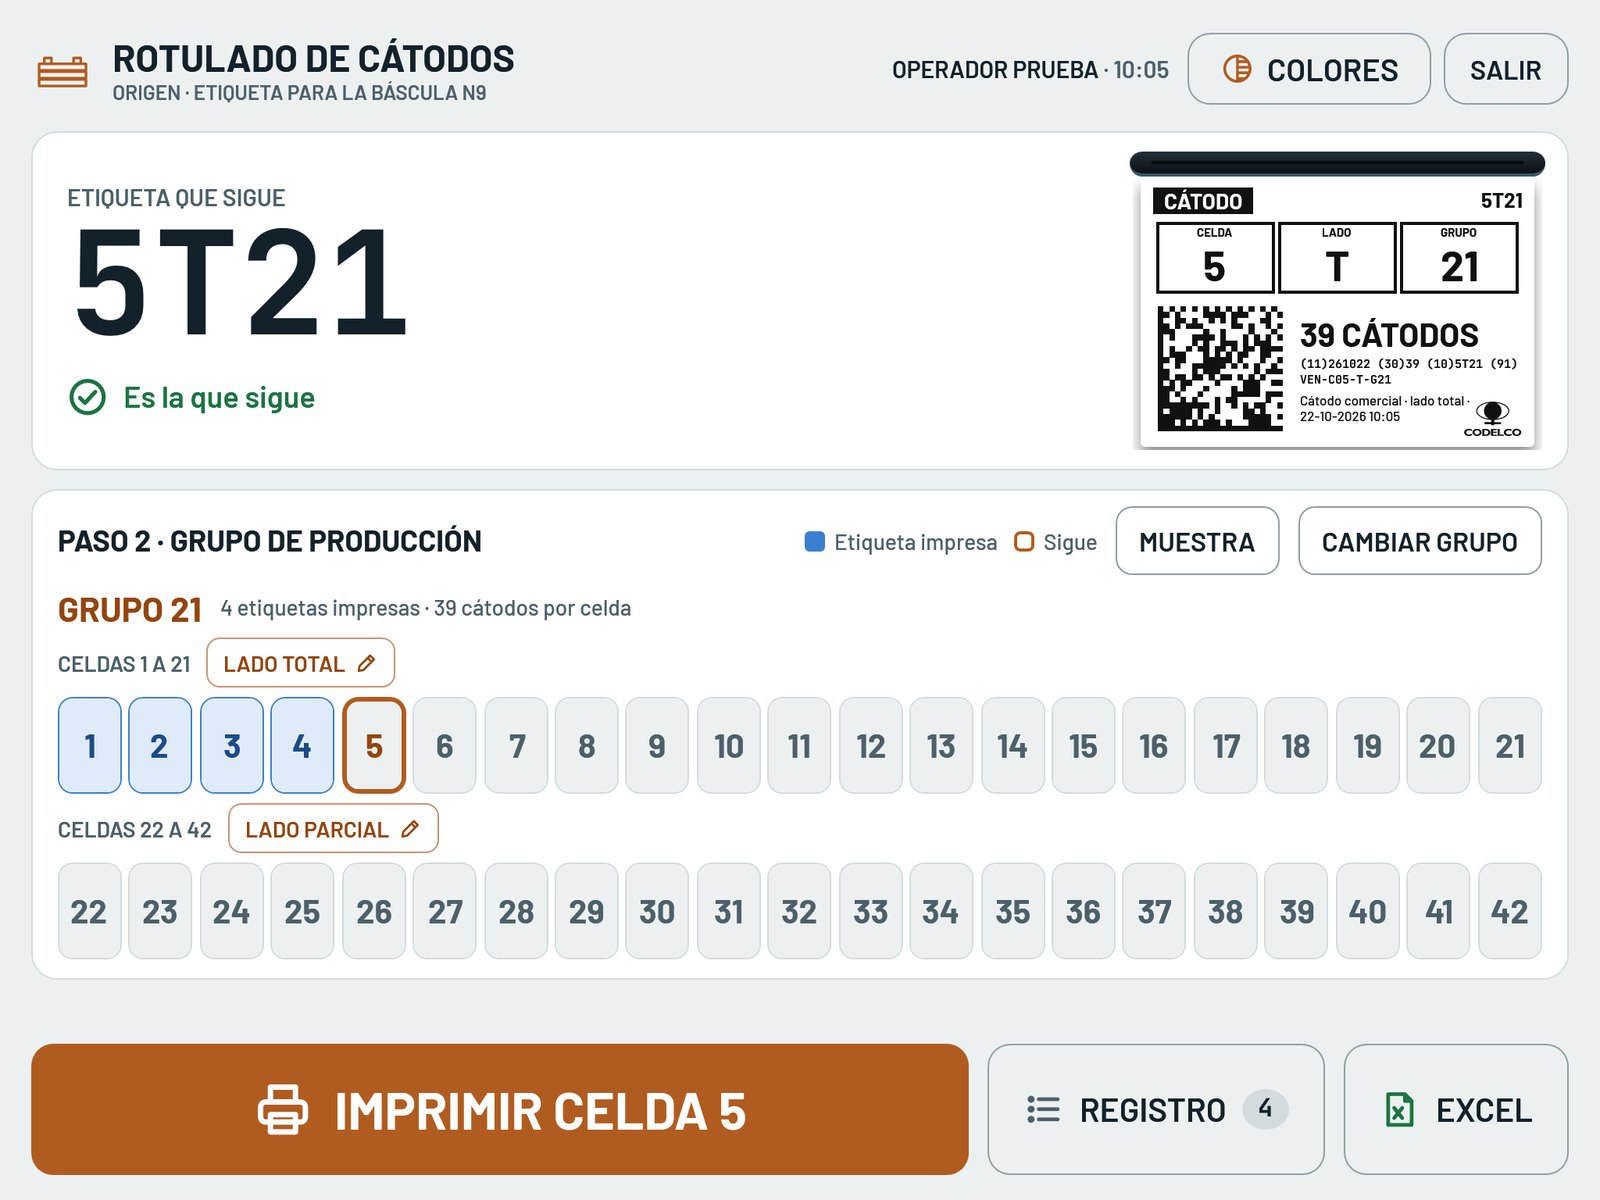 ROTULADO DE CÁTODOS
ORIGEN · ETIQUETA PARA LA BÁSCULA N9
OPERADOR PRUEBA · 10:05
COLORES
SALIR
ETIQUETA QUE SIGUE
5T21
Es la que sigue
CÁTODO
5T21
CELDA
5
LADO
T
GRUPO
21
39 CÁTODOS
(11)261022 (30)39 (10)5T21 (91)
VEN-C05-T-G21
Cátodo comercial · lado total ·
22-10-2026 10:05
CODELCO
PASO 2 · GRUPO DE PRODUCCIÓN
Etiqueta impresa
Sigue
MUESTRA
CAMBIAR GRUPO
GRUPO 21
4 etiquetas impresas · 39 cátodos por celda
CELDAS 1 A 21
LADO TOTAL
1 2 3 4 5 6 7 8 9 10 11 12 13 14 15 16 17 18 19 20 21
CELDAS 22 A 42
LADO PARCIAL
22 23 24 25 26 27 28 29 30 31 32 33 34 35 36 37 38 39 40 41 42
IMPRIMIR CELDA 5
REGISTRO 4
EXCEL